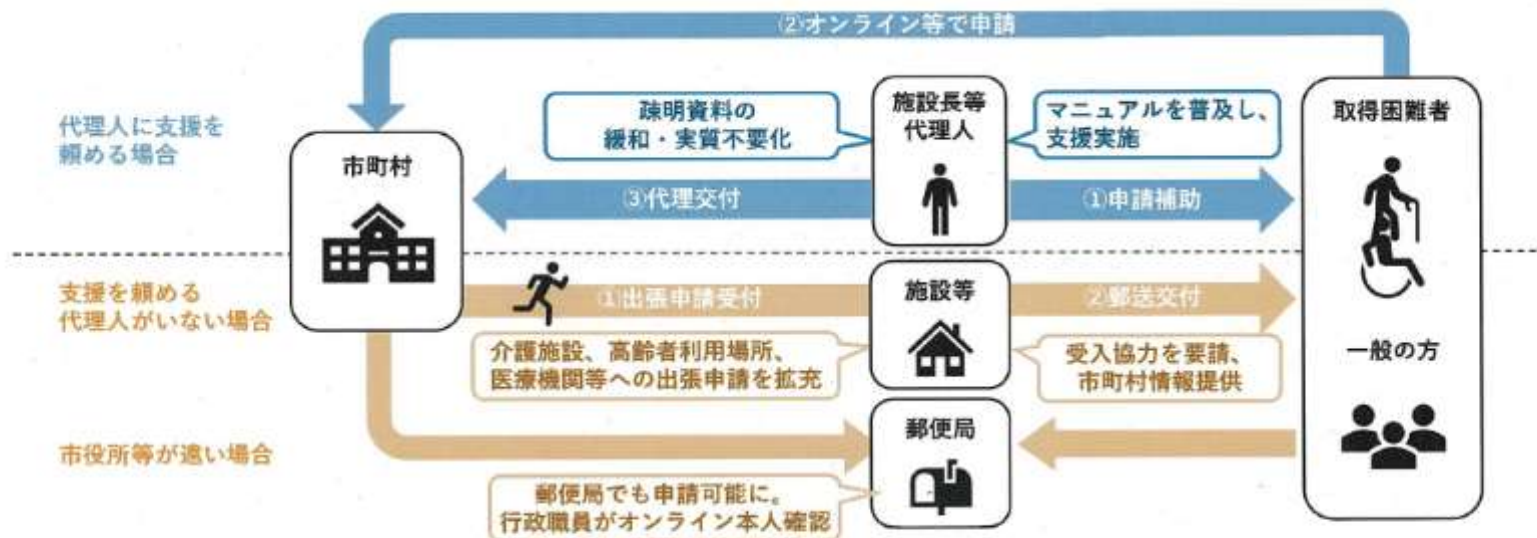 ②オンライン等で申請
代理人に支援を
頼める場合
市町村
疎明資料の
緩和・実質不要化
施設長等
代理人
マニュアルを普及し、
支援実施
取得困難者
③代理交付
①申請補助
支援を頼める
代理人がいない場合
①出張申請受付
施設等
②郵送交付
介護施設、高齢者利用場所、
医療機関等への出張申請を拡充
受入協力を要請、
市町村情報提供
一般の方
市役所等が遠い場合
郵便局
郵便局でも申請可能に。
行政職員がオンライン本人確認